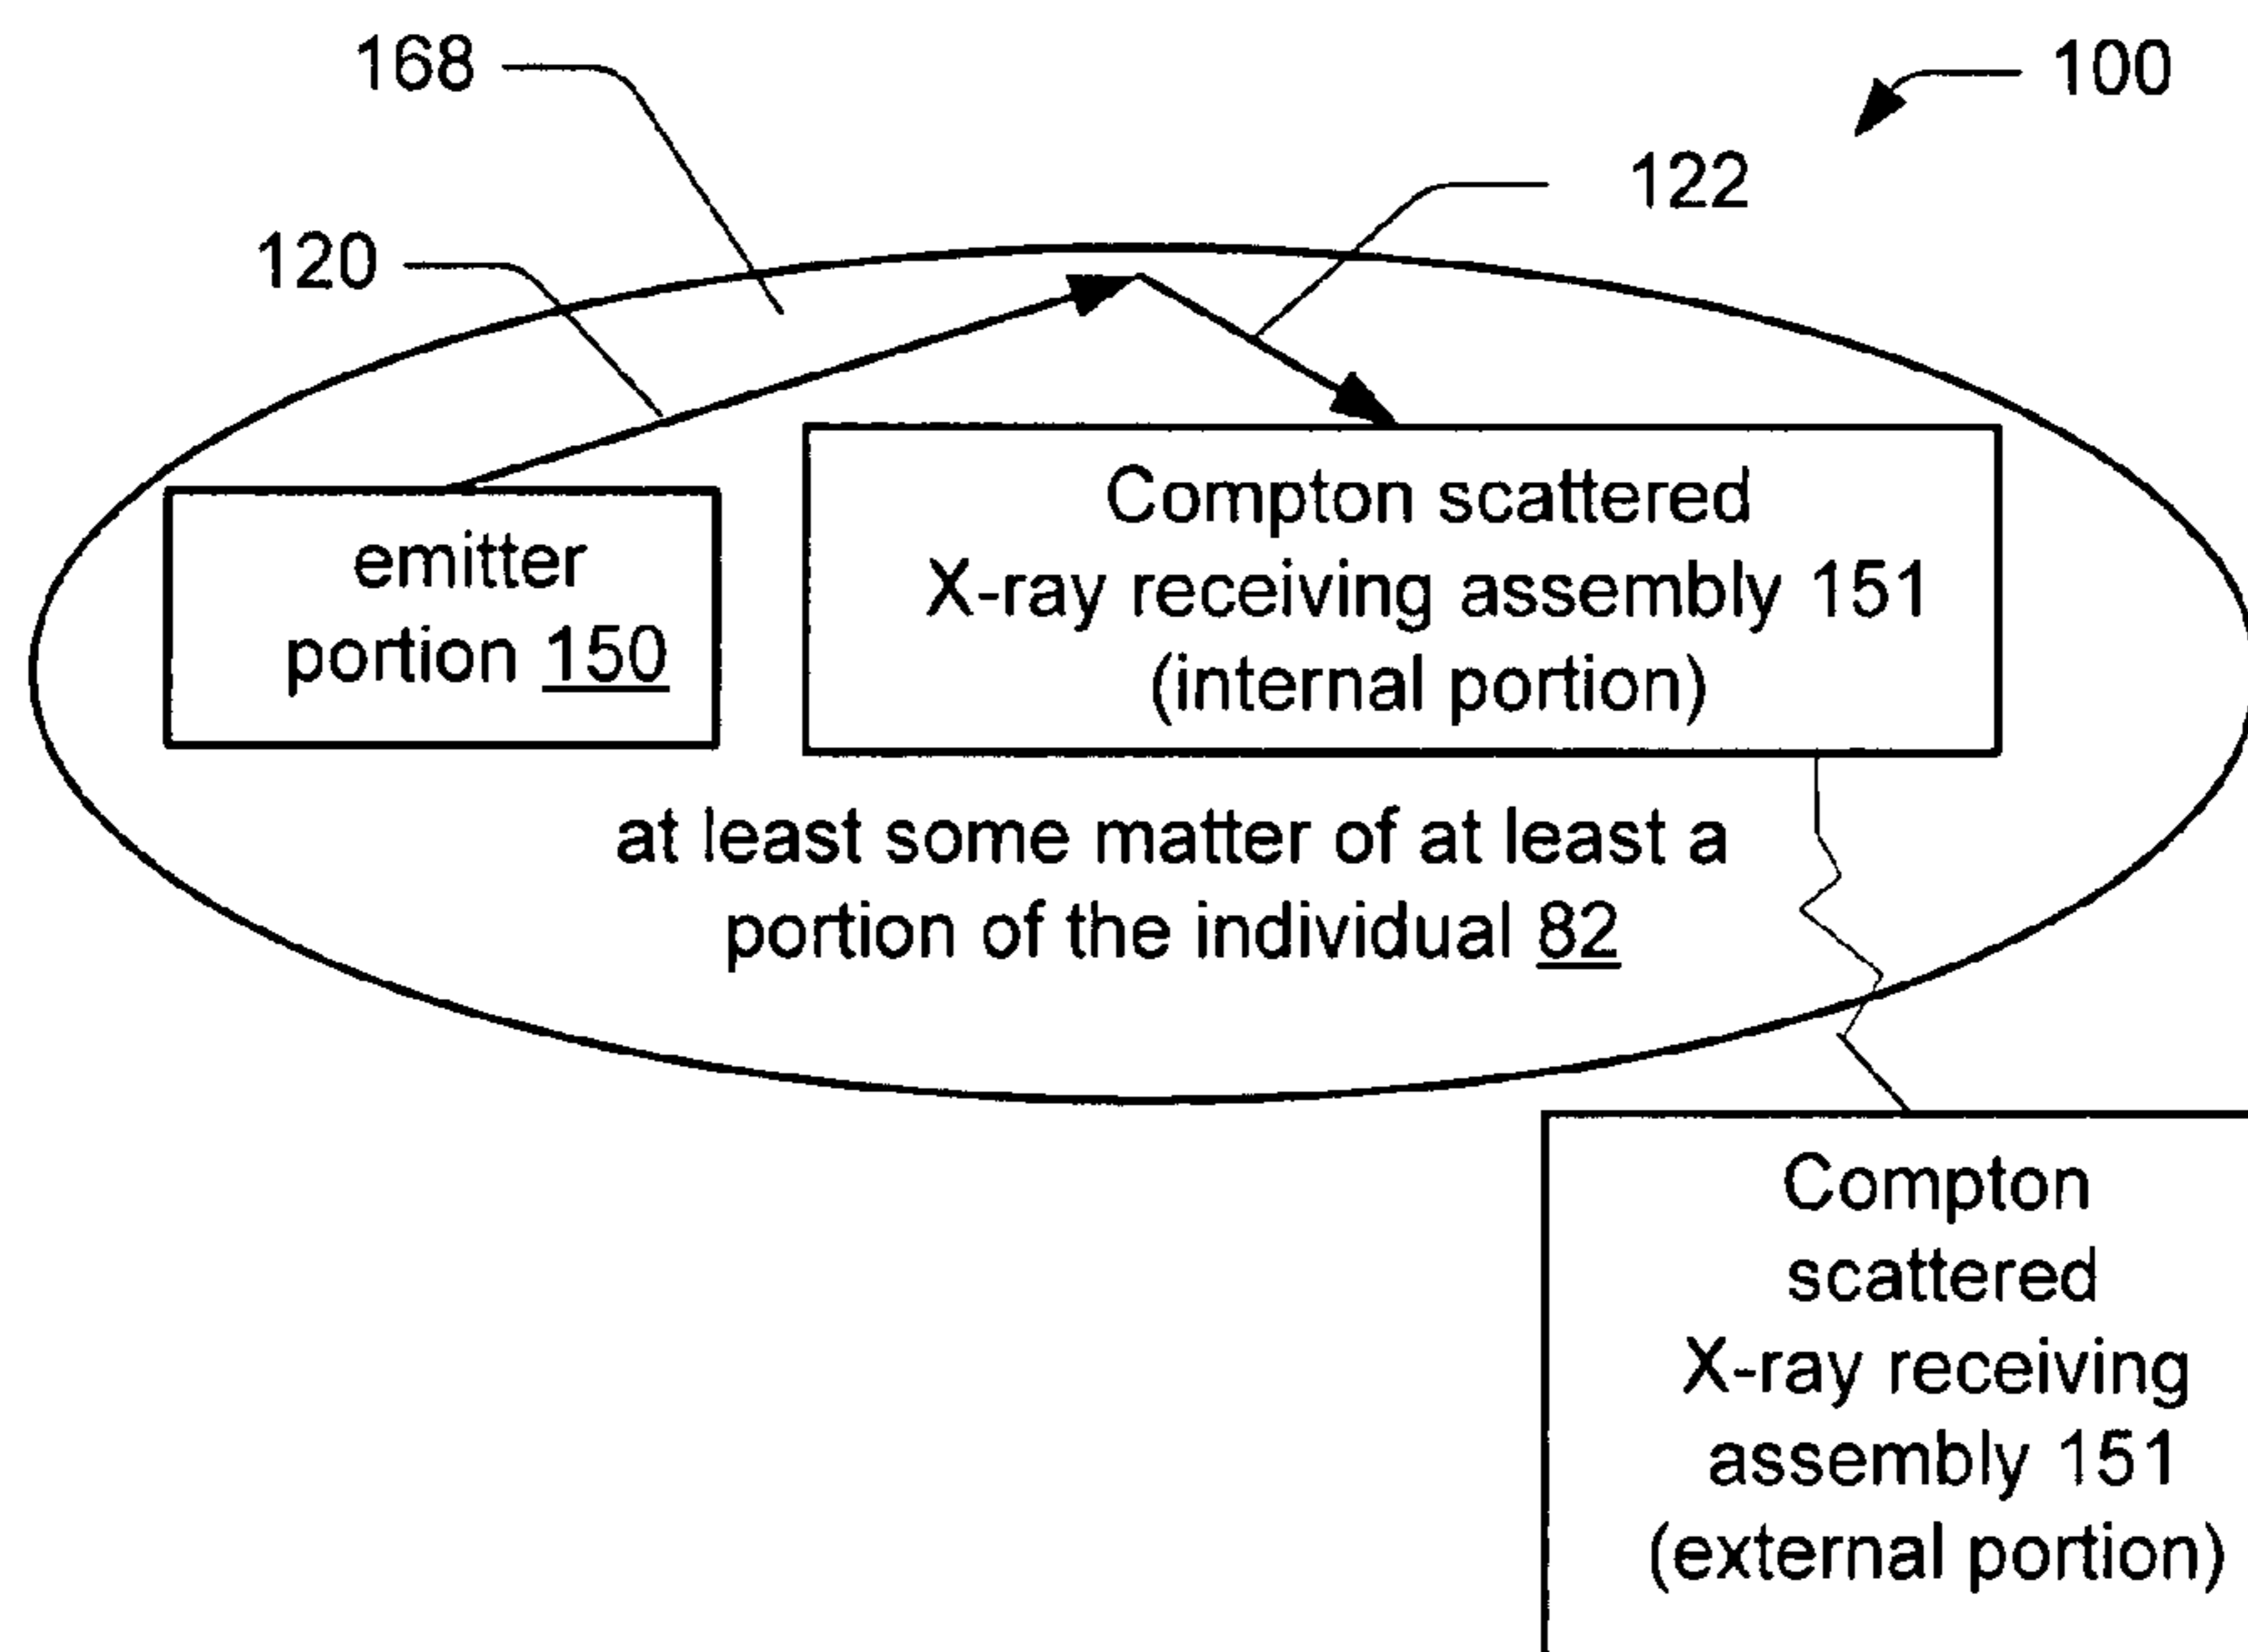 168
100
122
120
emitter
portion 150
Compton scattered
X-ray receiving assembly 151
(internal portion)
at least some matter of at least a
portion of the individual 82
Compton
scattered
X-ray receiving
assembly 151
(external portion)